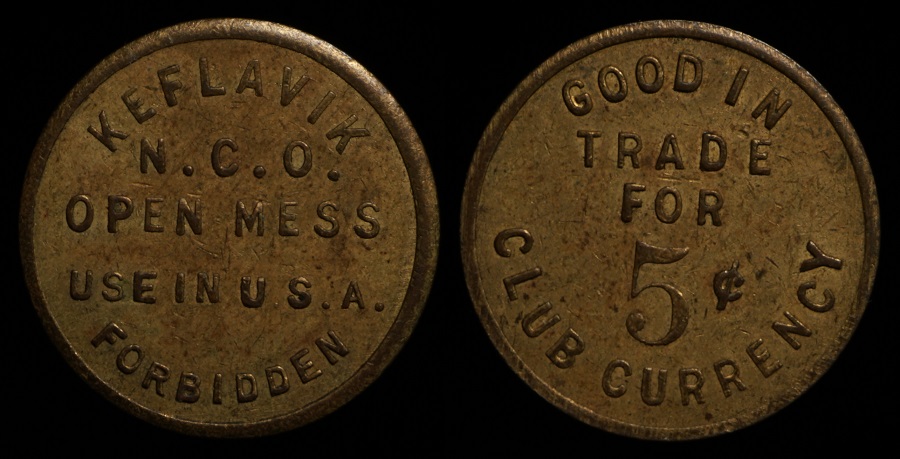 KEFLAVIK
N.C.O.
OPEN MESS
USE IN U.S.A.
FORBIDDEN
GOOD IN
TRADE
FOR
5¢
CLUB CURRENCY